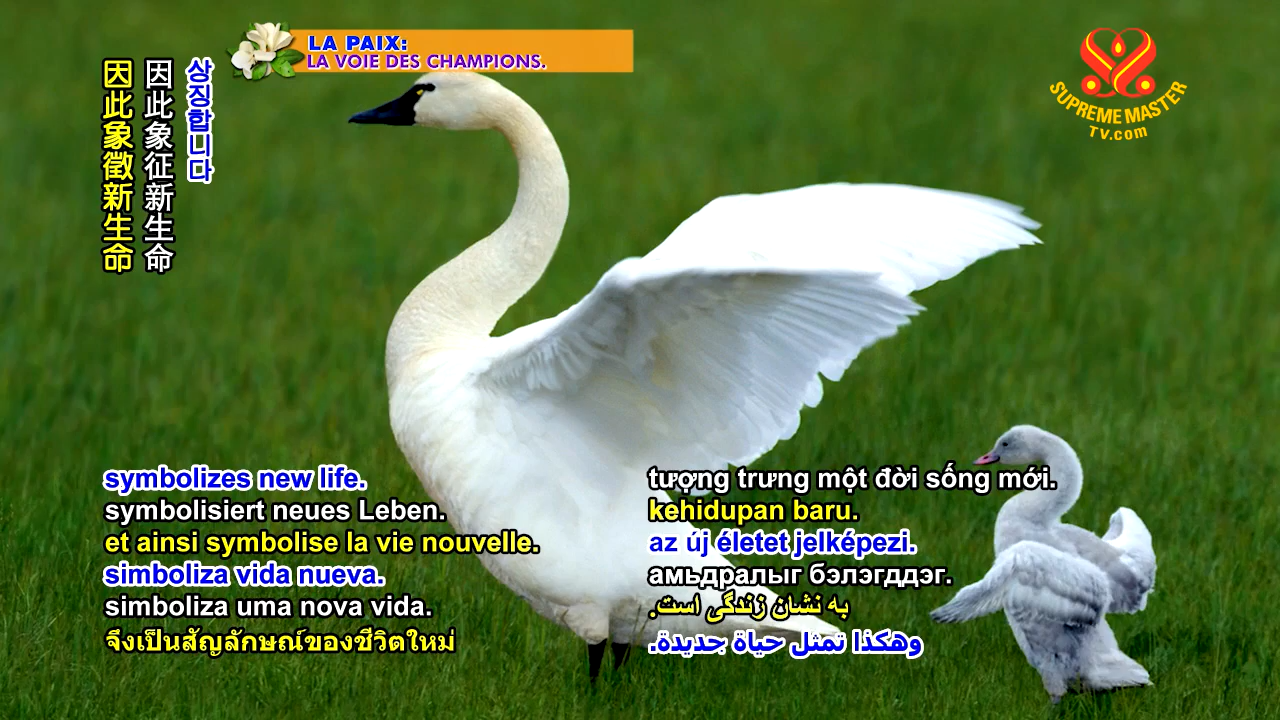 LA PAIX:
LA VOIE DES CHAMPIONS.
SUPREME MASTER
TV.com
상징합니다
因此象征新生命
因此象徵新生命
symbolizes new life.
symbolisiert neues Leben.
et ainsi symbolise la vie nouvelle.
simboliza vida nueva.
simboliza uma nova vida.
จึงเป็นสัญลักษณ์ของชีวิตใหม่
tượng trưng một đời sống mới.
kehidupan baru.
az új életet jelképezi.
амьдралыг бэлэгддэг.
به نشان زندگی است.
وهكذا تمثل حياة جديدة.